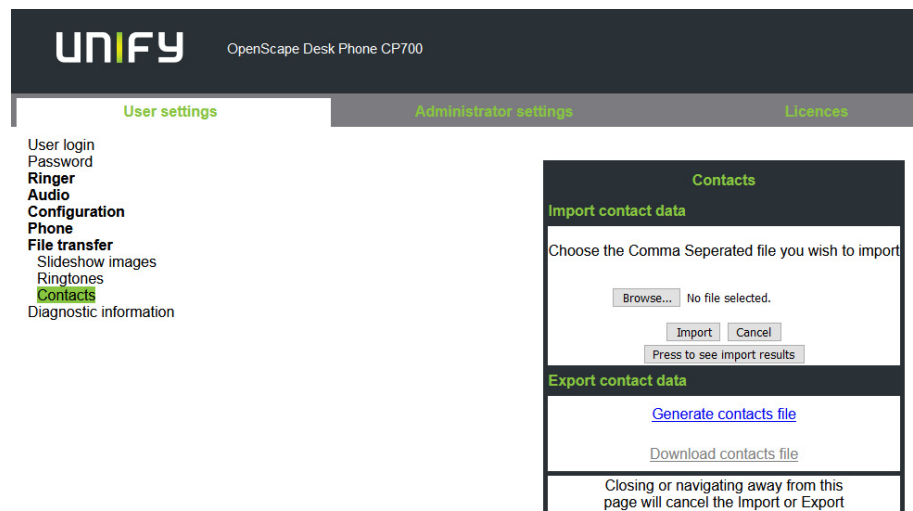 UNIFY OpenScape Desk Phone CP700
User settings Administrator settings Licences
User login
Password
Ringer
Audio
Configuration
Phone
File transfer
Slideshow images
Ringtones
Contacts
Diagnostic information
Contacts
Import contact data
Choose the Comma Seperated file you wish to import
Browse... No file selected.
Import Cancel
Press to see import results
Export contact data
Generate contacts file
Download contacts file
Closing or navigating away from this
page will cancel the Import or Export